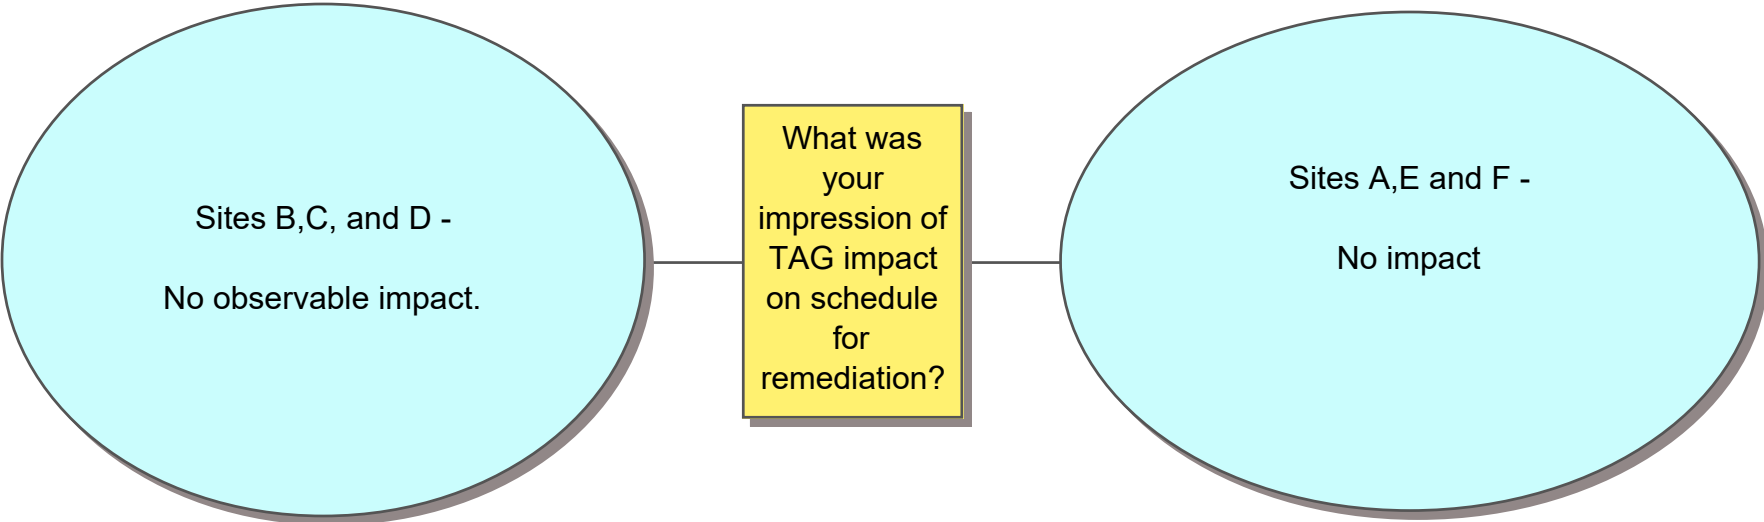 Sites B,C, and D -
No observable impact.
What was
your
impression of
TAG impact
on schedule
for
remediation?
Sites A,E and F -
No impact